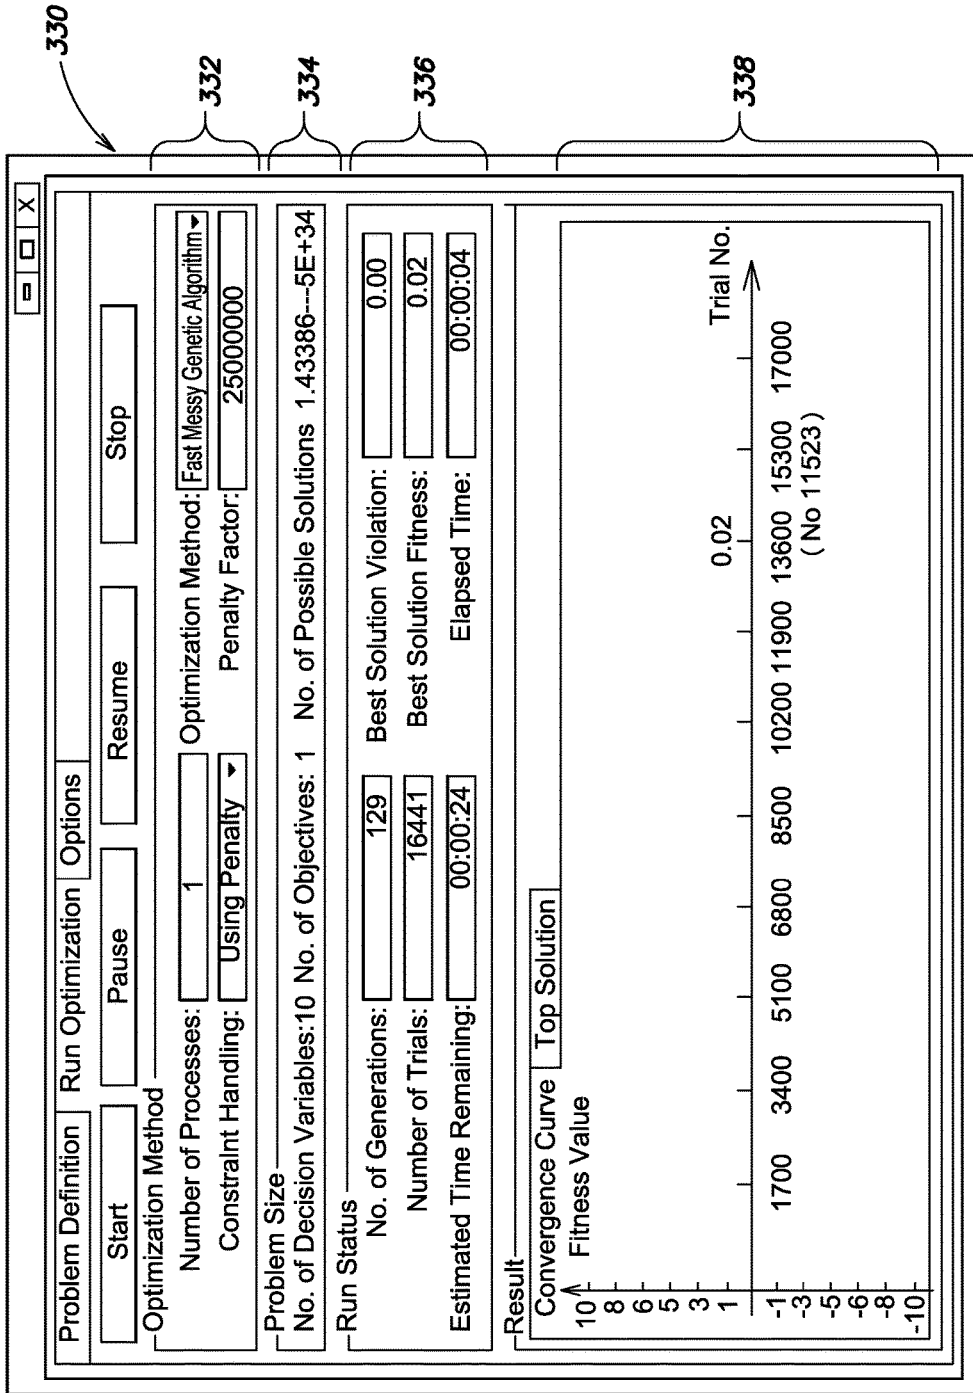 330
X
Problem Definition Run Optimization Options
Start Pause Resume Stop
Optimization Method
332
Number of Processes: 1 Optimization Method: Fast Messy Genetic Algorithm
Constraint Handling: Using Penalty Penalty Factor: 25000000
Problem Size
334
No. of Decision Variables:10 No. of Objectives: 1 No. of Possible Solutions 1.43386---5E+34
Run Status
336
No. of Generations: 129 Best Solution Violation: 0.00
Number of Trials: 16441 Best Solution Fitness: 0.02
Estimated Time Remaining: 00:00:24 Elapsed Time: 00:00:04
Result
338
Convergence Curve Top Solution
Fitness Value
10
8
6
5
3
1
-1
-3
-5
-6
-8
-10
0.02
Trial No.
1700 3400 5100 6800 8500 10200 11900 13600 15300 17000
(No 11523)